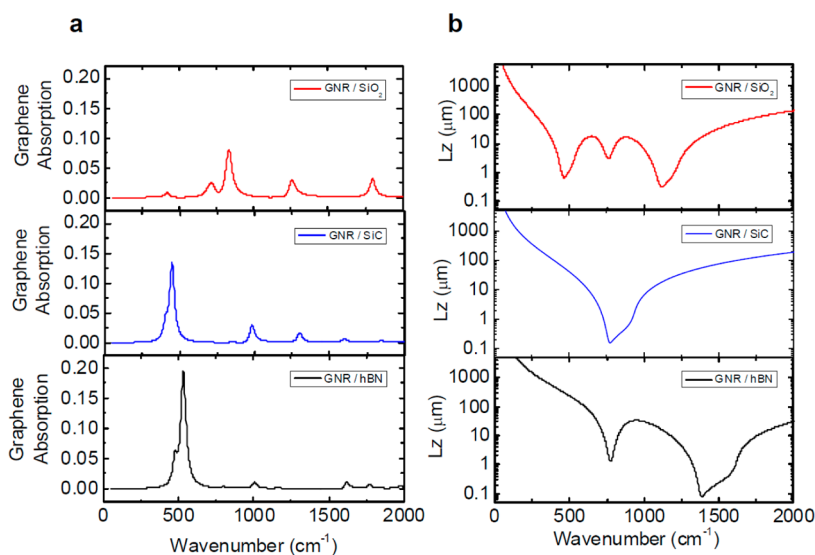 a
b
Graphene
Absorption
0.20
0.15
0.10
0.05
0.00
GNR / SiO₂
Graphene
Absorption
0.20
0.15
0.10
0.05
0.00
GNR / SiC
Graphene
Absorption
0.20
0.15
0.10
0.05
0.00
GNR / hBN
0
500
1000
1500
2000
Wavenumber (cm⁻¹)
Lz (μm)
1000
100
10
1
0.1
GNR / SiO₂
Lz (μm)
1000
100
10
1
0.1
GNR / SiC
Lz (μm)
1000
100
10
1
0.1
GNR / hBN
0
500
1000
1500
2000
Wavenumber (cm⁻¹)